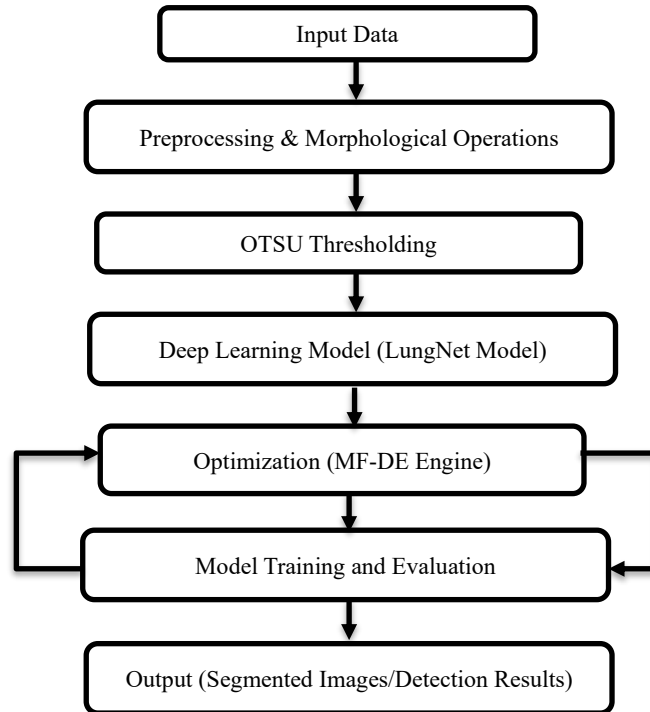 Input Data
Preprocessing & Morphological Operations
OTSU Thresholding
Deep Learning Model (LungNet Model)
Optimization (MF-DE Engine)
Model Training and Evaluation
Output (Segmented Images/Detection Results)